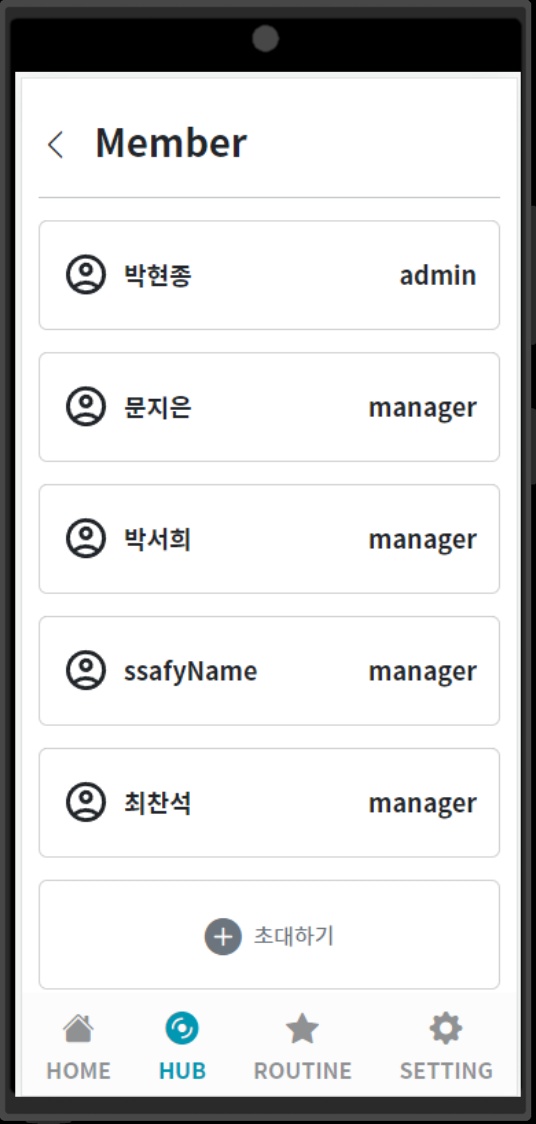 Member
박현종 admin
문지은 manager
박서희 manager
ssafyName manager
최찬석 manager
초대하기
HOME HUB ROUTINE SETTING